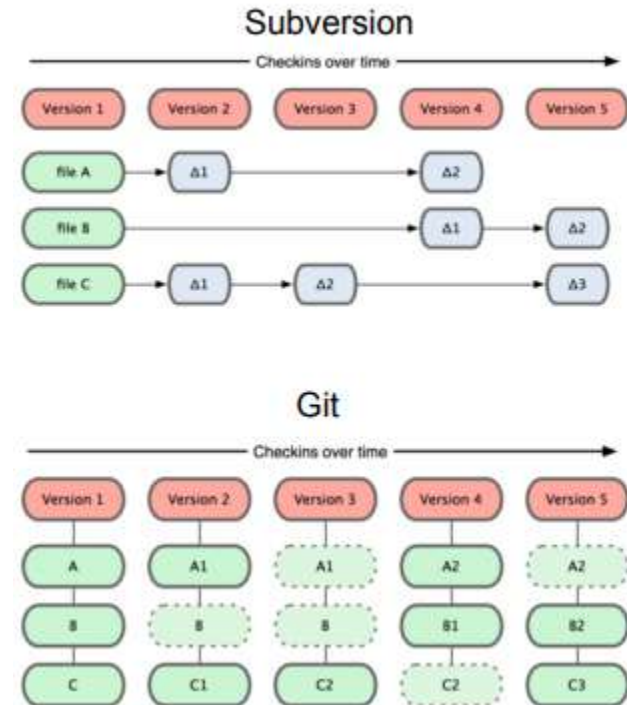 Subversion
Checkins over time
Version 1 Version 2 Version 3 Version 4 Version 5
file A Δ1 Δ2
file B Δ1 Δ2
file C Δ1 Δ2 Δ3
Git
Checkins over time
Version 1 Version 2 Version 3 Version 4 Version 5
A A1 A1 A2 A2
B B B B1 B2
C C1 C2 C2 C3